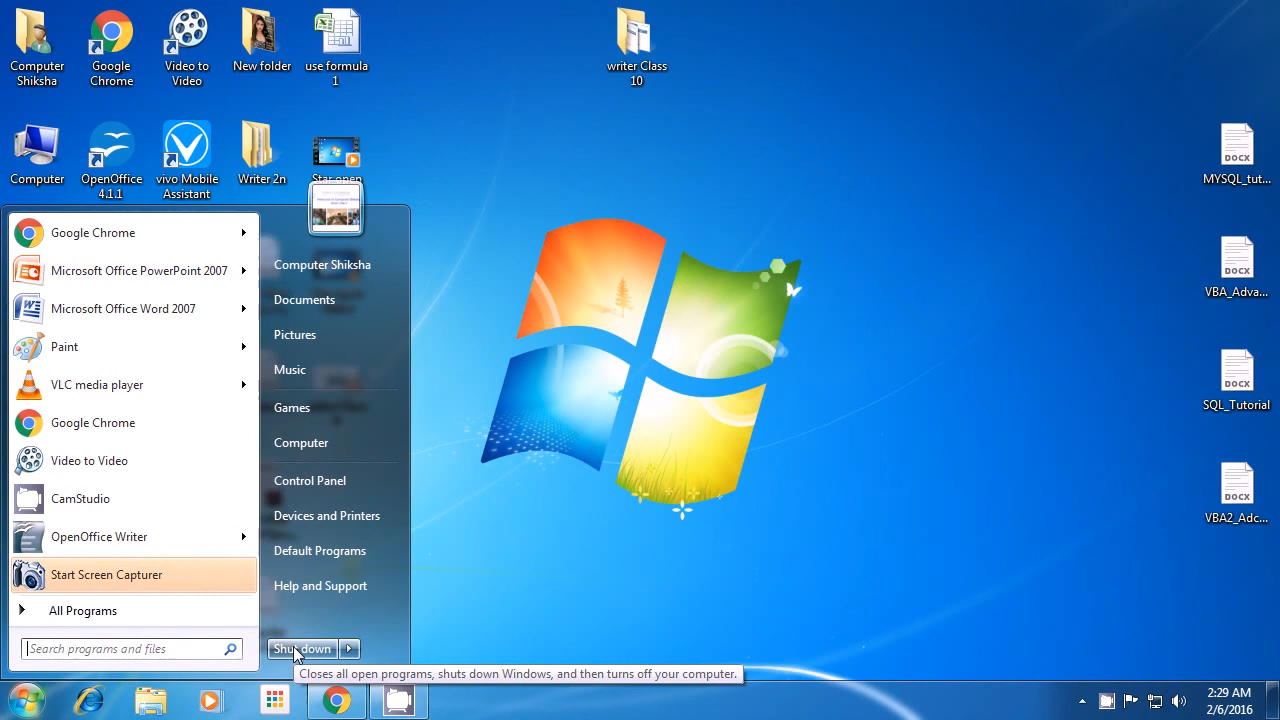 Computer
Shiksha
Google
Chrome
Video to
Video
New folder
use formula
1
writer Class
10
Computer
OpenOffice
4.1.1
vivo Mobile
Assistant
Writer 2n
Star open
DOCX
MYSQL_tut...
DOCX
VBA_Adva...
DOCX
SQL_Tutorial
DOCX
VBA2_Adc...
Google Chrome
Microsoft Office PowerPoint 2007
Microsoft Office Word 2007
Paint
VLC media player
Google Chrome
Video to Video
CamStudio
OpenOffice Writer
Start Screen Capturer
All Programs
Search programs and files
Computer Shiksha
Documents
Pictures
Music
Games
Computer
Control Panel
Devices and Printers
Default Programs
Help and Support
Shut down
Closes all open programs, shuts down Windows, and then turns off your computer.
2:29 AM
2/6/2016